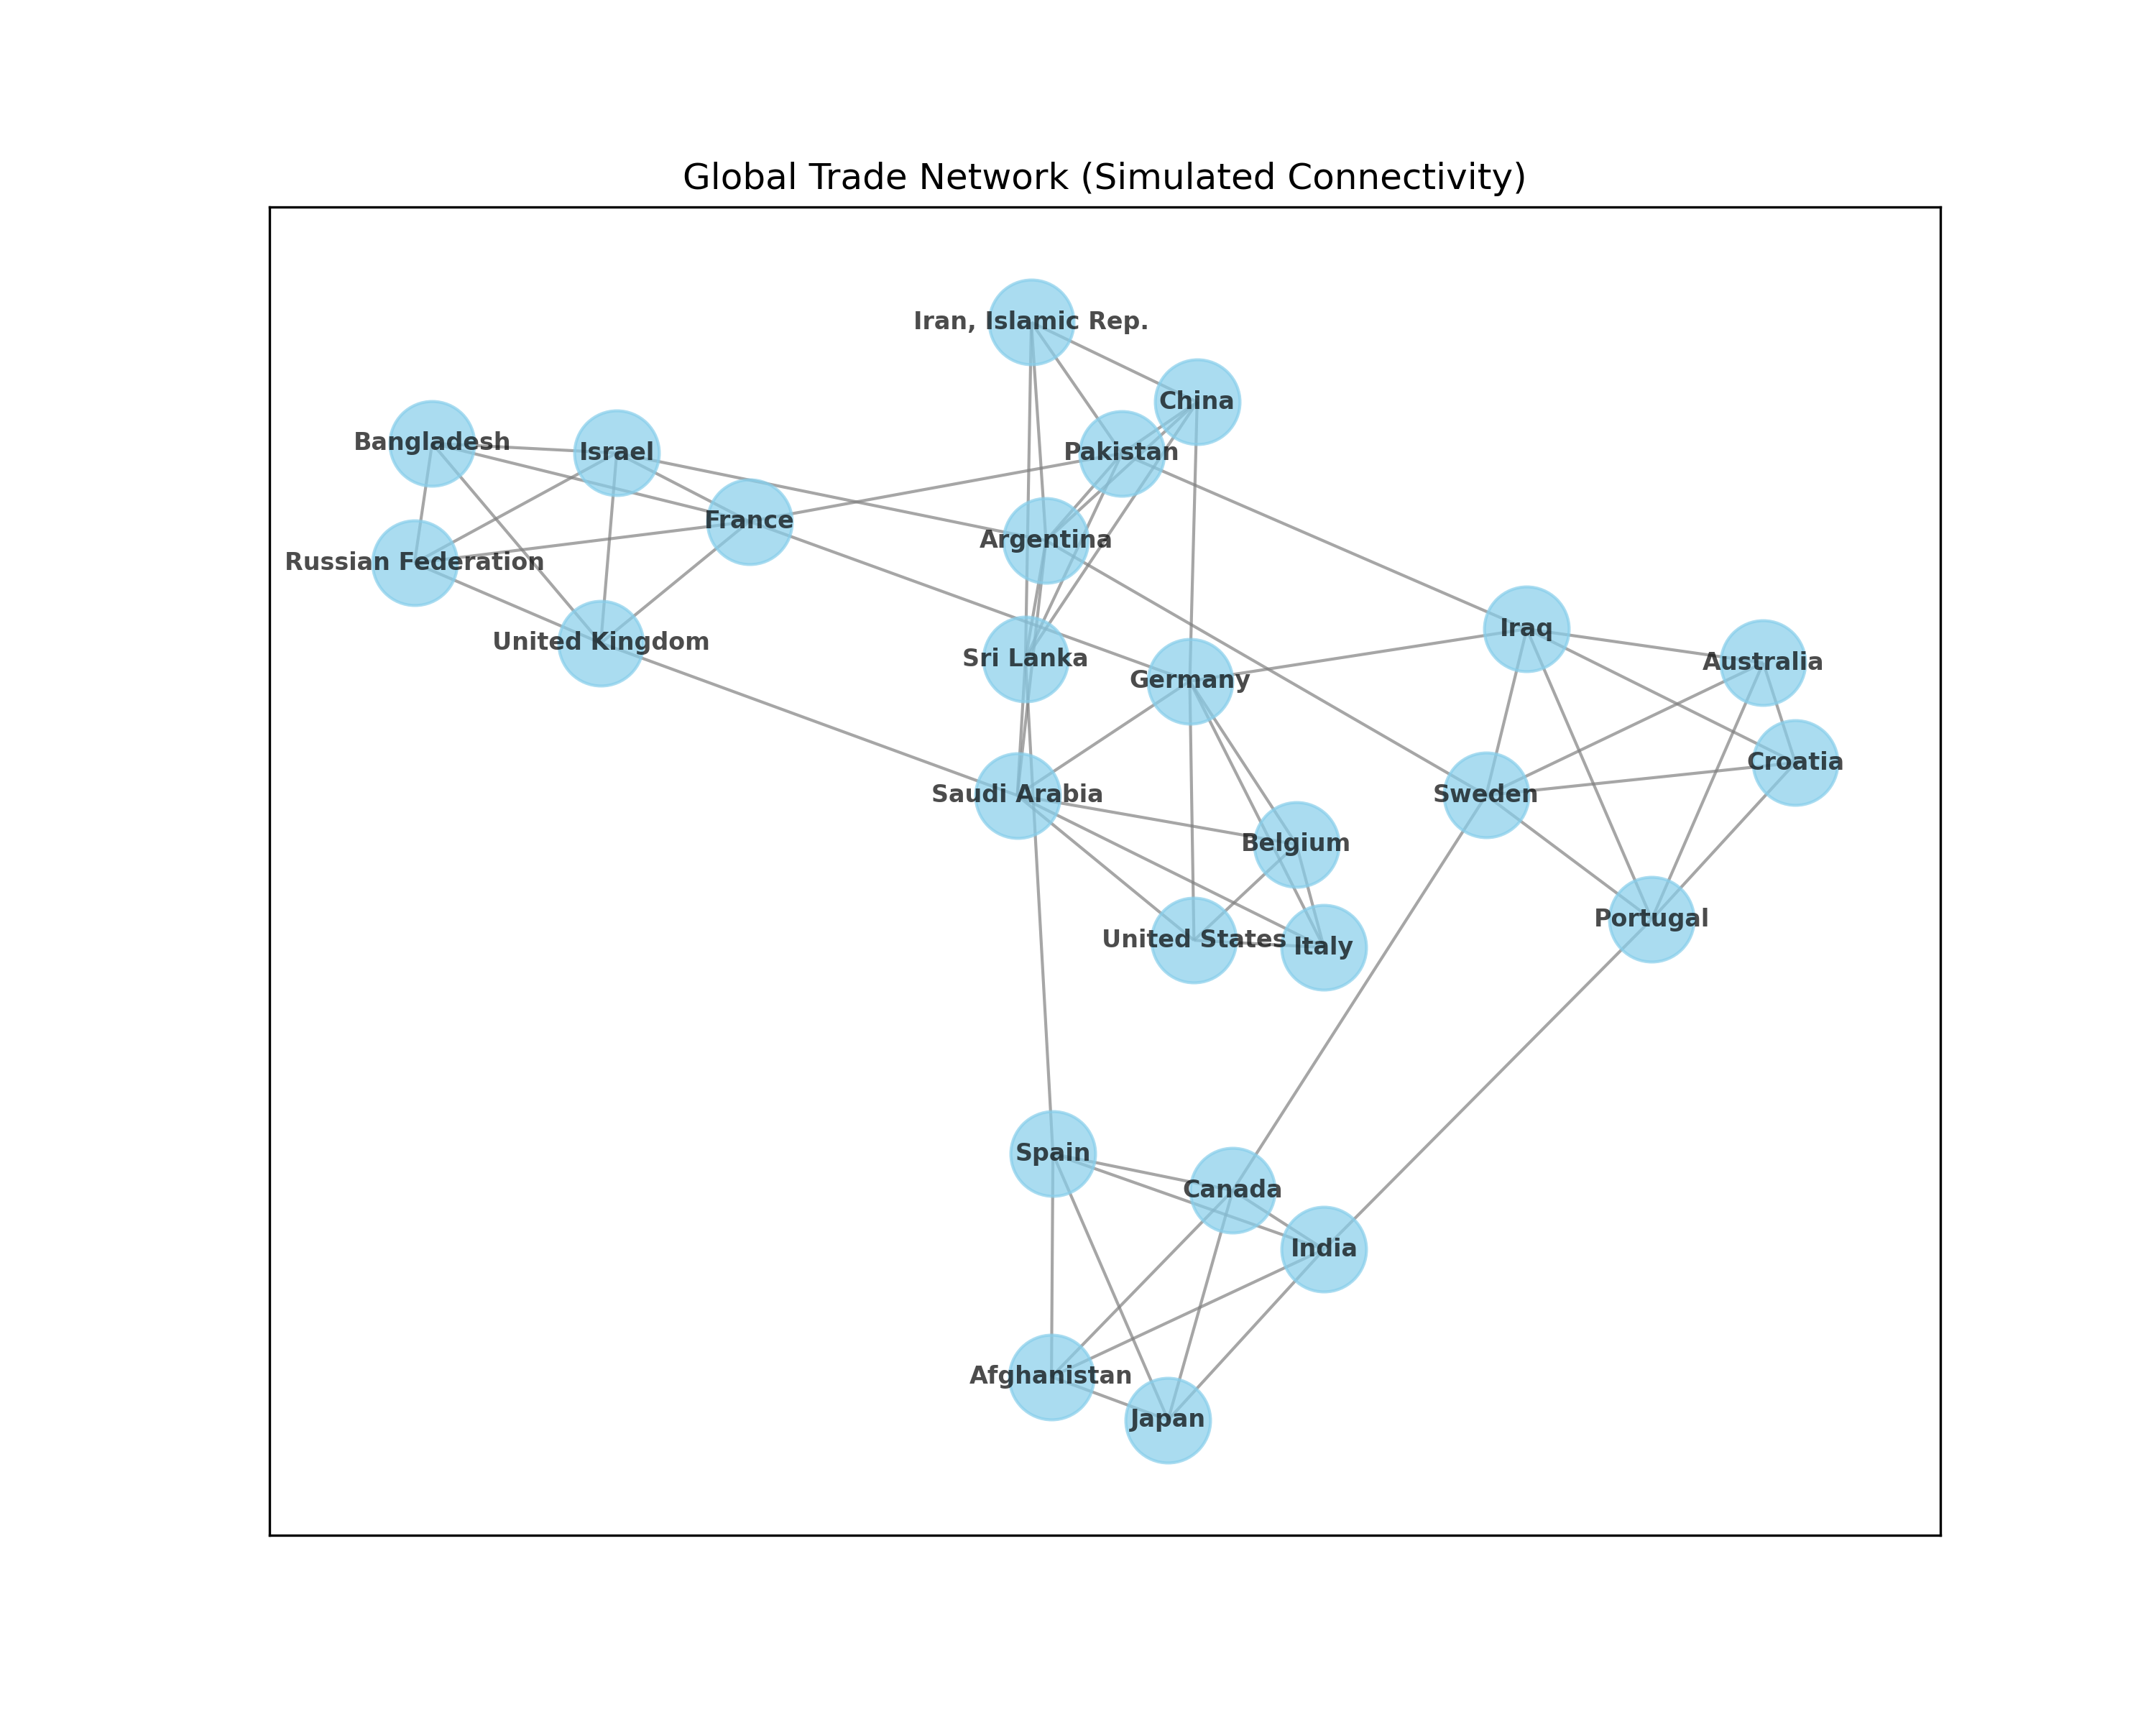 Global Trade Network (Simulated Connectivity)
Iran, Islamic Rep.
China
Bangladesh
Israel
Pakistan
France
Argentina
Russian Federation
United Kingdom
Iraq
Sri Lanka
Australia
Germany
Croatia
Saudi Arabia
Sweden
Belgium
Portugal
United States
Italy
Spain
Canada
India
Afghanistan
Japan